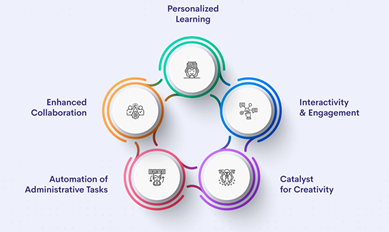 Personalized
Learning
Enhanced
Collaboration
Interactivity
& Engagement
Automation of
Administrative Tasks
Catalyst
for Creativity